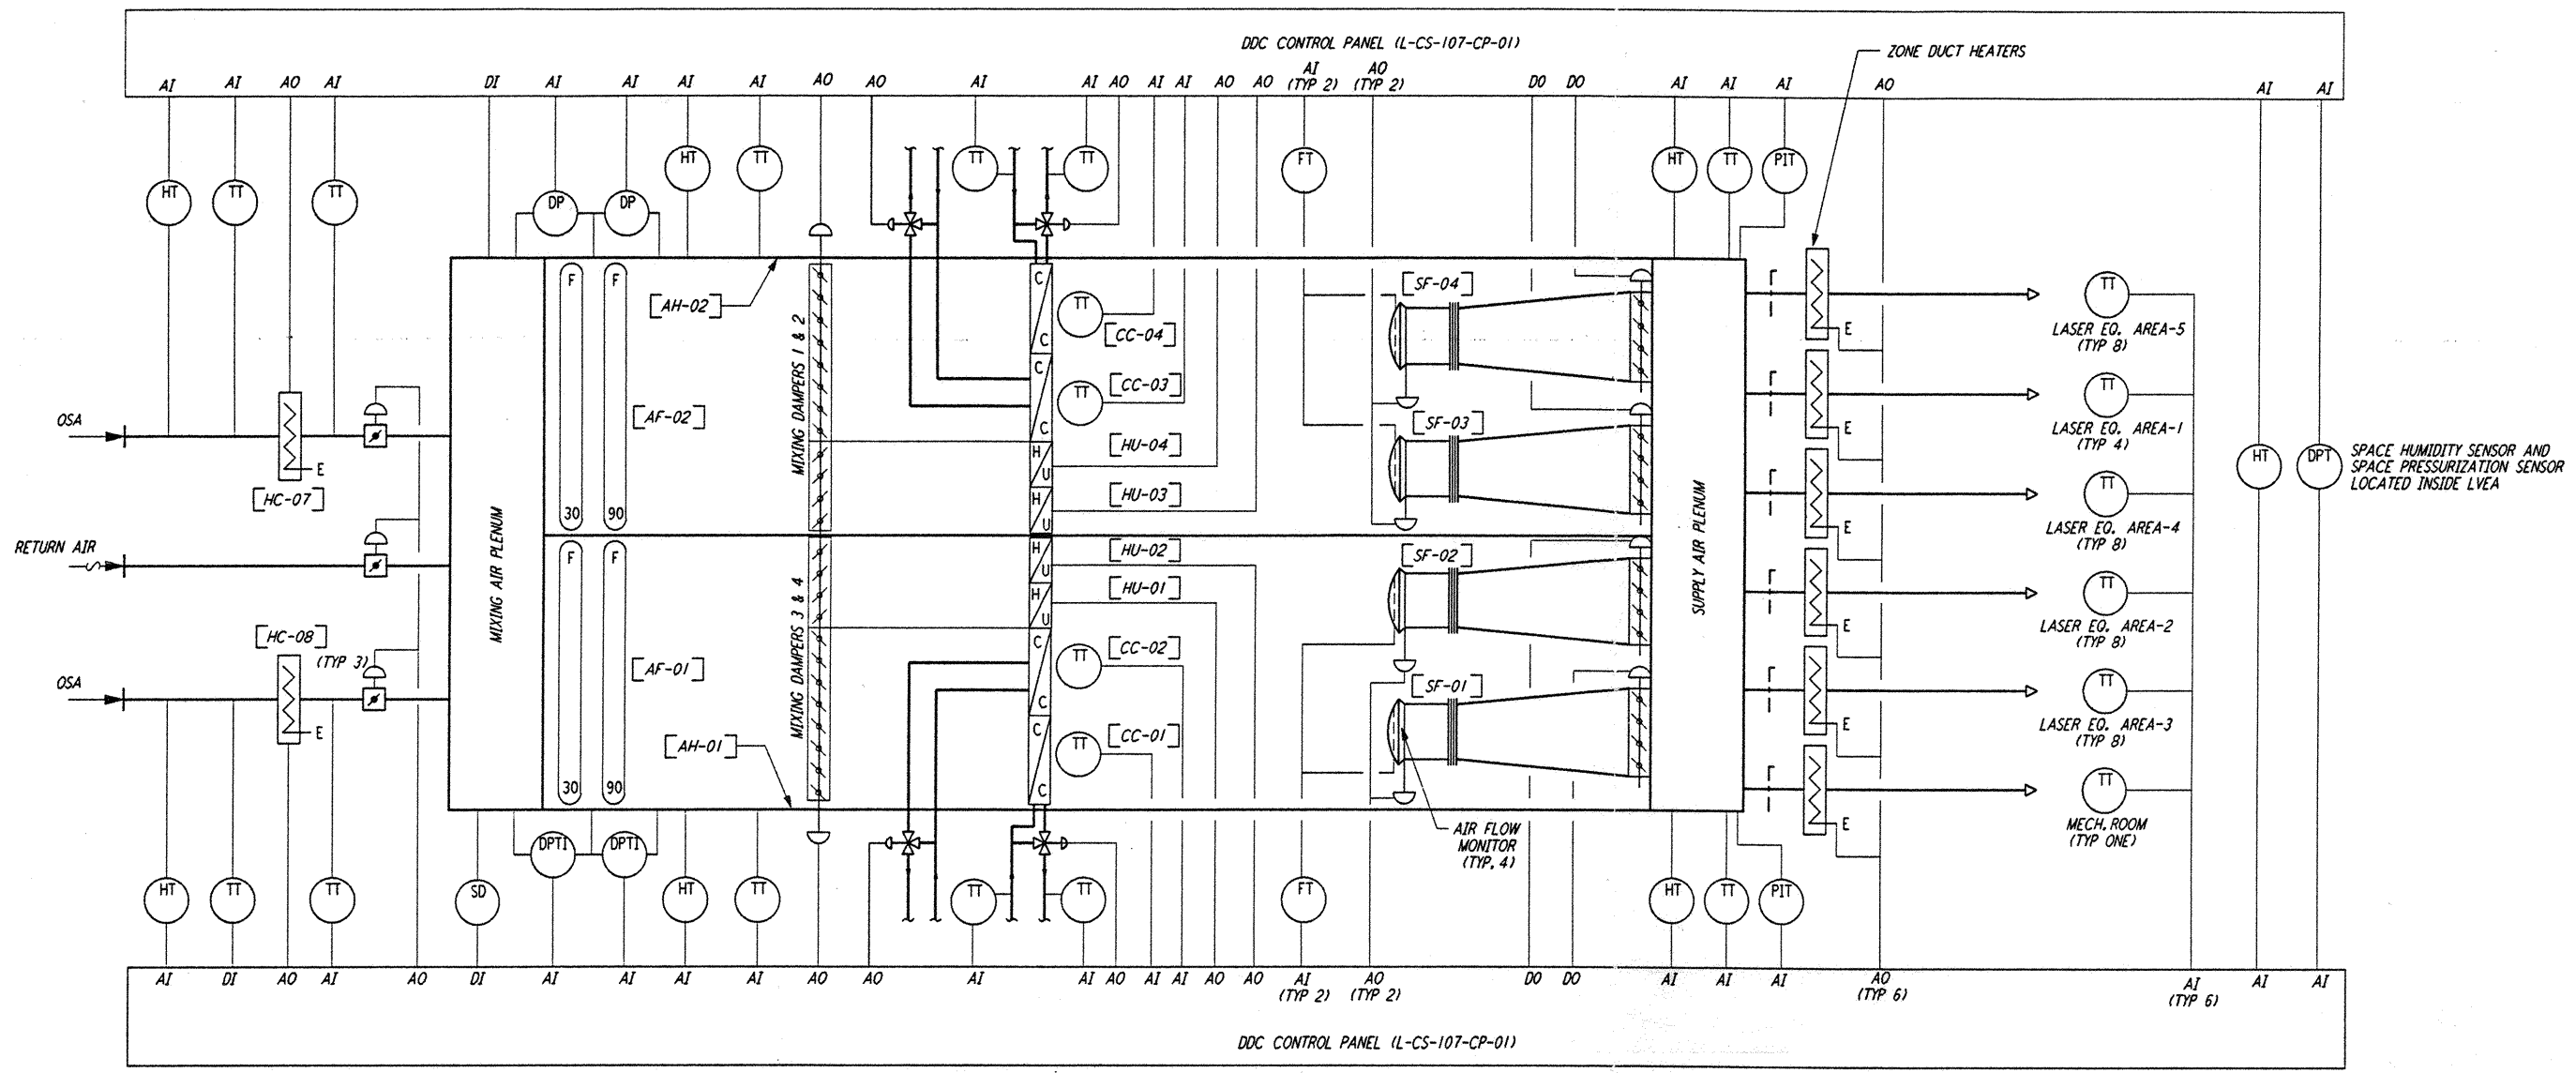 DDC CONTROL PANEL (L-CS-107-CP-01)
ZONE DUCT HEATERS
AI AI AO AI DI AI AI AI AI AO AO AI AI AO AI AI AO AO AI (TYP 2) AO (TYP 2) DO DO AI AI AI AO AI AI
HT TT TT DP DP HT TT TT TT FT HT TT PIT
F F
[AH-02]
MIXING DAMPERS 1 & 2
C
TT
[CC-04]
C
[SF-04]
E
TT
LASER EQ. AREA-5
(TYP 8)
C
TT
[CC-03]
C
[AF-02]
OSA
E
[HC-07]
30 90
[SF-03]
H
U
[HU-04]
H
U
[HU-03]
E
TT
LASER EQ. AREA-1
(TYP 4)
HT
DPT
SPACE HUMIDITY SENSOR AND
SPACE PRESSURIZATION SENSOR
LOCATED INSIDE LVEA
E
TT
LASER EQ. AREA-4
(TYP 8)
MIXING AIR PLENUM
SUPPLY AIR PLENUM
RETURN AIR
F F
H
U
[HU-02]
H
U
[HU-01]
[SF-02]
E
TT
LASER EQ. AREA-2
(TYP 8)
[HC-08]
(TYP 3)
OSA
E
[AF-01]
MIXING DAMPERS 3 & 4
C
TT
[CC-02]
C
[SF-01]
E
TT
LASER EQ. AREA-3
(TYP 8)
[AH-01]
C
TT
[CC-01]
C
30 90
AIR FLOW
MONITOR
(TYP. 4)
E
TT
MECH. ROOM
(TYP ONE)
HT TT TT SD DPTI DPTI HT TT TT TT FT HT TT PIT
AI DI AO AI AO DI AI AI AI AI AO AO AI AI AO AI AI AO AO AI (TYP 2) AO (TYP 2) DO DO AI AI AI AO (TYP 6) AI (TYP 6) AI AI
DDC CONTROL PANEL (L-CS-107-CP-01)